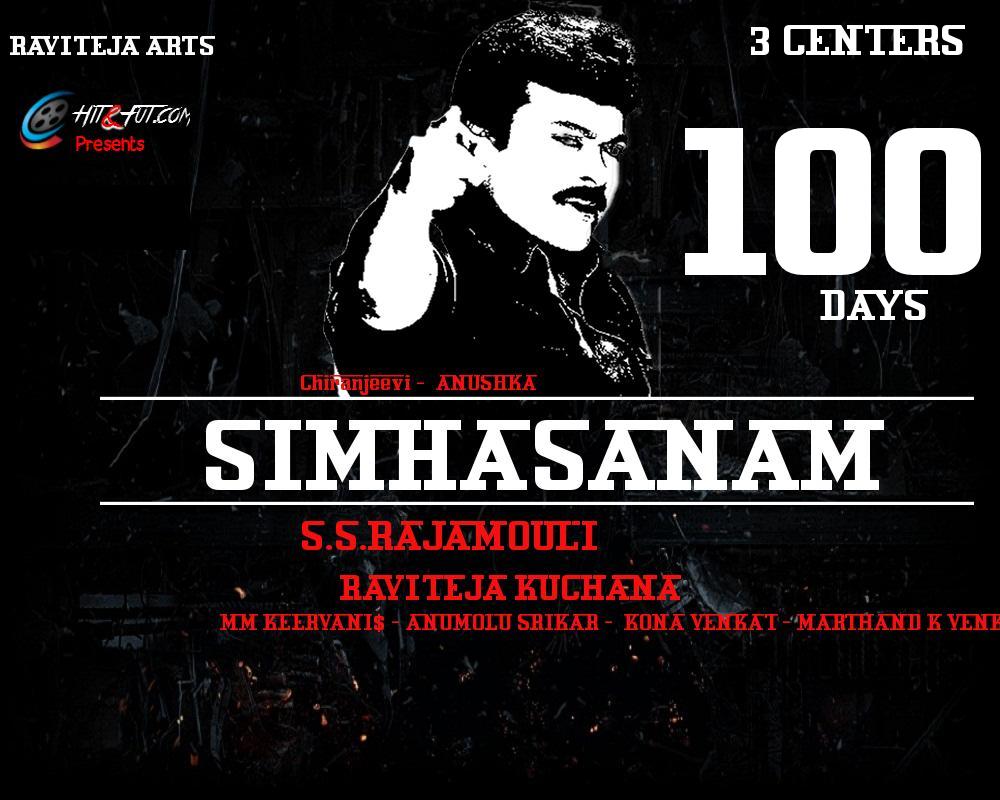 RAVITEJA ARTS
3 CENTERS
HIT&FUT.COM
Presents
100
DAYS
Chiranjeevi - ANUSHKA
SIMHASANAM
S.S.RAJAMOULI
RAVITEJA KUCHANA
MM KEERVANI$ - ANUMOLU SRIKAR - KONA VENKAT - MARTHAND K VENK